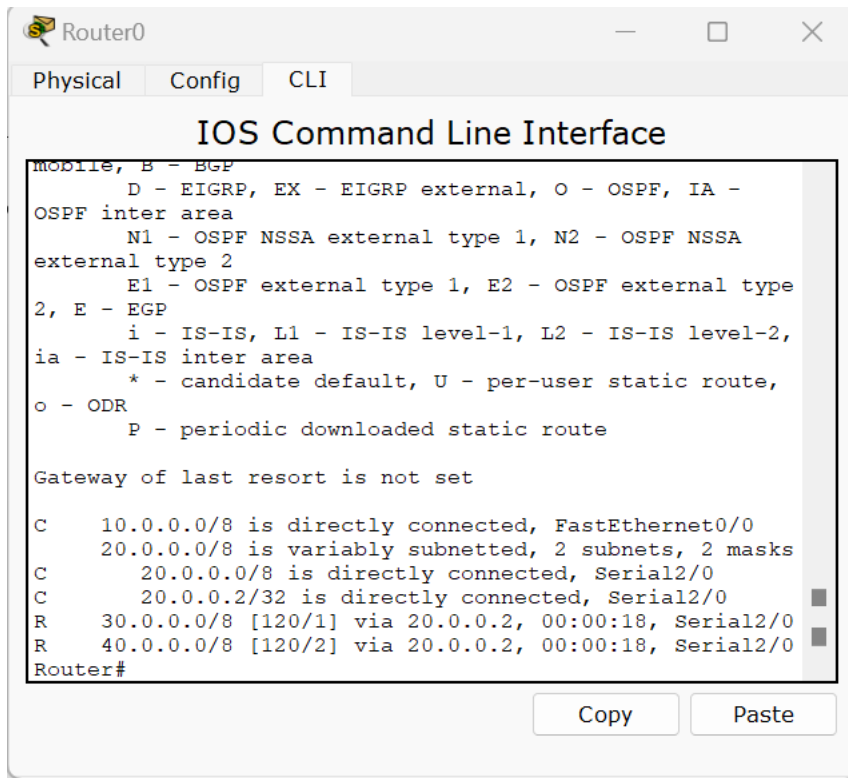 Router0
Physical Config CLI
IOS Command Line Interface
mobile, B - BGP
D - EIGRP, EX - EIGRP external, O - OSPF, IA -
OSPF inter area
N1 - OSPF NSSA external type 1, N2 - OSPF NSSA
external type 2
E1 - OSPF external type 1, E2 - OSPF external type
2, E - EGP
i - IS-IS, L1 - IS-IS level-1, L2 - IS-IS level-2,
ia - IS-IS inter area
* - candidate default, U - per-user static route,
o - ODR
P - periodic downloaded static route
Gateway of last resort is not set
C 10.0.0.0/8 is directly connected, FastEthernet0/0
20.0.0.0/8 is variably subnetted, 2 subnets, 2 masks
C 20.0.0.0/8 is directly connected, Serial2/0
C 20.0.0.2/32 is directly connected, Serial2/0
R 30.0.0.0/8 [120/1] via 20.0.0.2, 00:00:18, Serial2/0
R 40.0.0.0/8 [120/2] via 20.0.0.2, 00:00:18, Serial2/0
Router#
Copy Paste